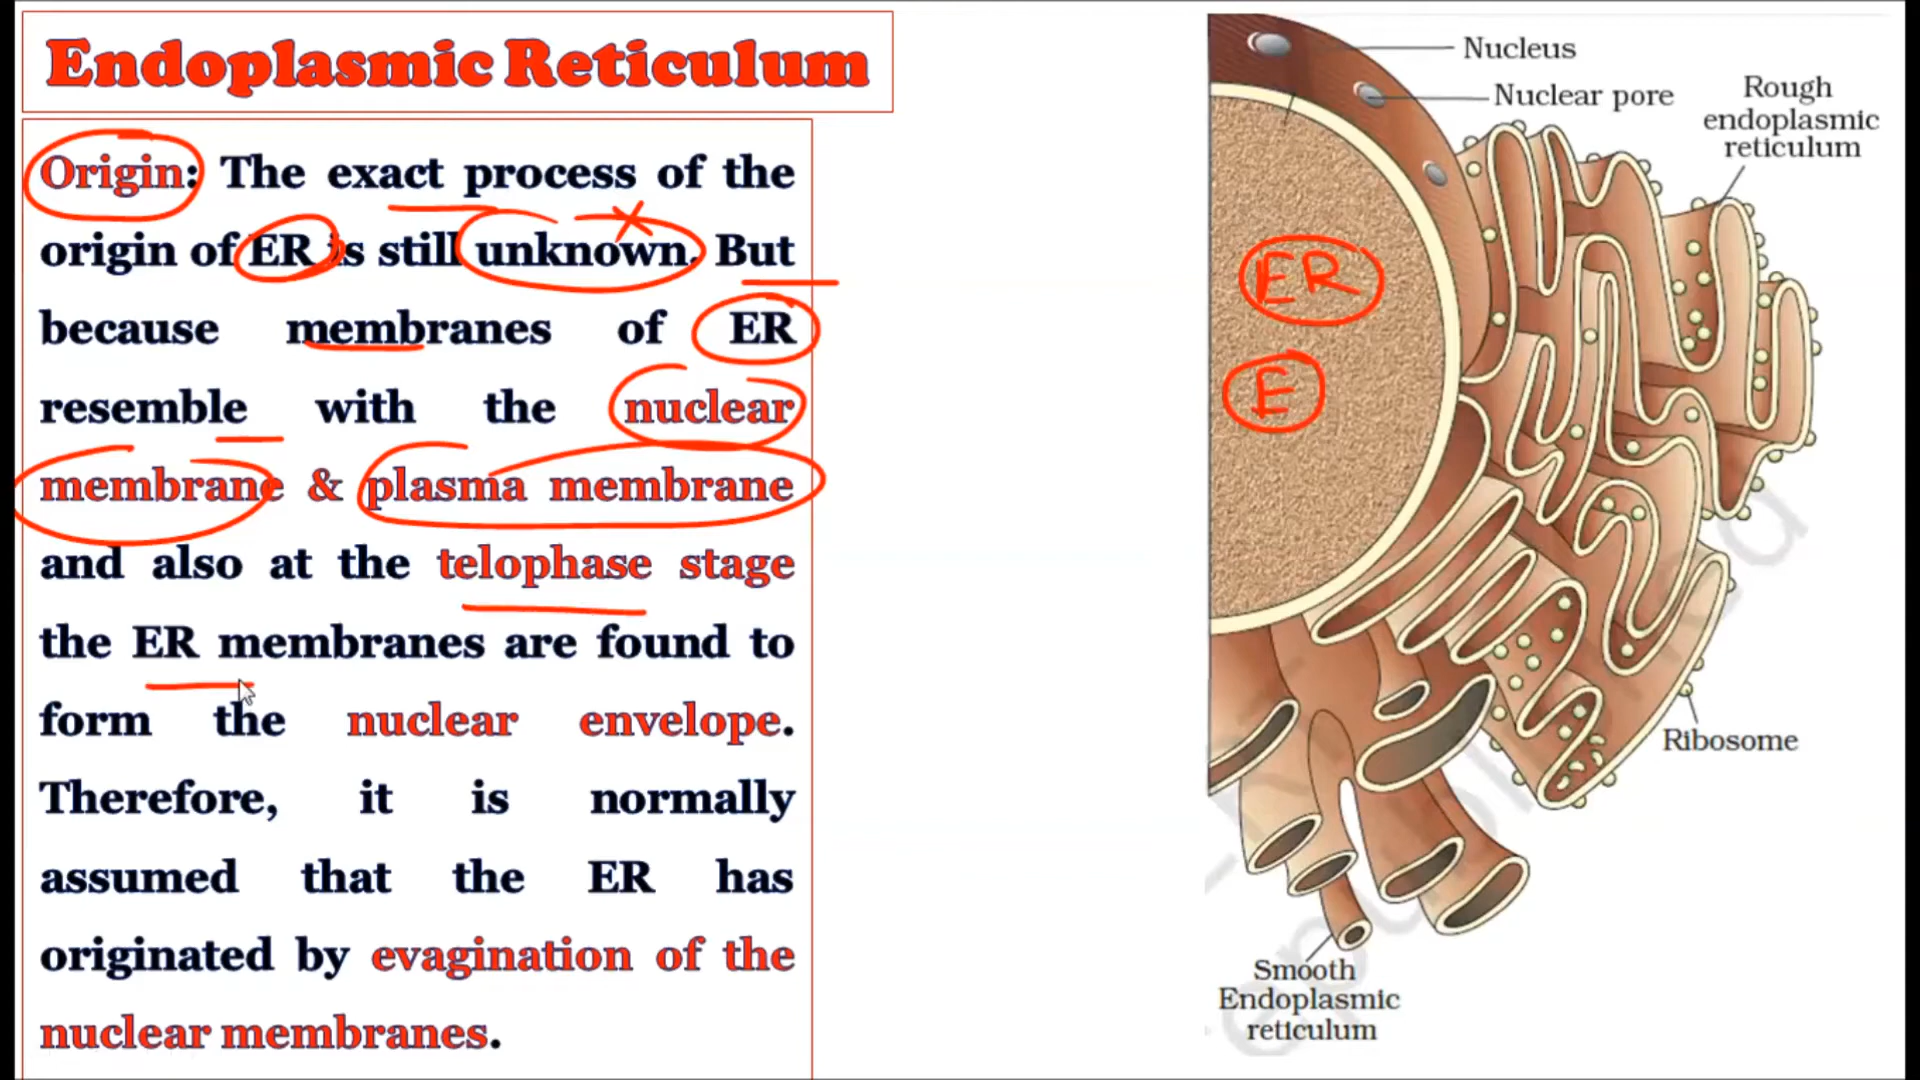 Endoplasmic Reticulum
Origin: The exact process of the
origin of ER is still unknown. But
because membranes of ER
resemble with the nuclear
membrane & plasma membrane
and also at the telophase stage
the ER membranes are found to
form the nuclear envelope.
Therefore, it is normally
assumed that the ER has
originated by evagination of the
nuclear membranes.
Nucleus
Nuclear pore
Rough
endoplasmic
reticulum
ER
E
Ribosome
Smooth
Endoplasmic
reticulum